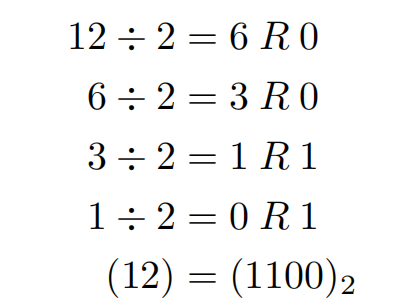 12 ÷ 2 = 6 R 0
6 ÷ 2 = 3 R 0
3 ÷ 2 = 1 R 1
1 ÷ 2 = 0 R 1
(12) = (1100)₂